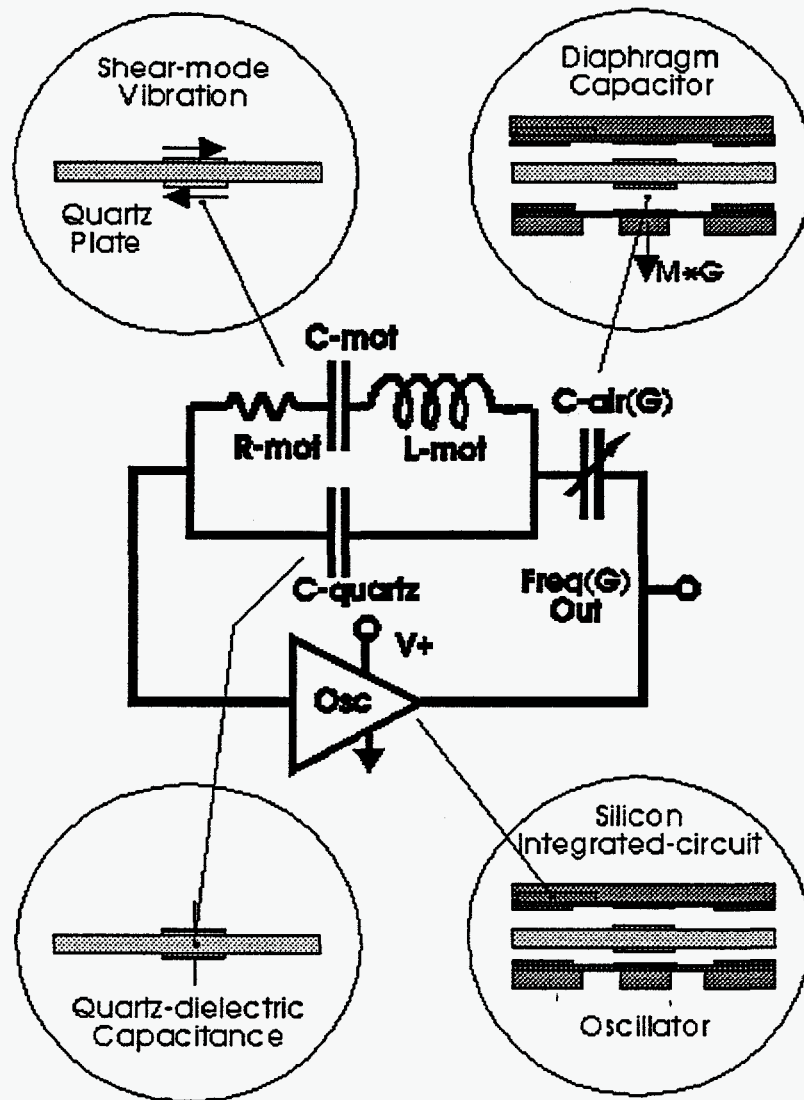 Shear-mode
Vibration
Quartz
Plate
Diaphragm
Capacitor
M*G
C-mot
R-mot
L-mot
C-air(G)
C-quartz
Freq(G)
Out
V+
Osc
Quartz-dielectric
Capacitance
Silicon
Integrated-circuit
Oscillator